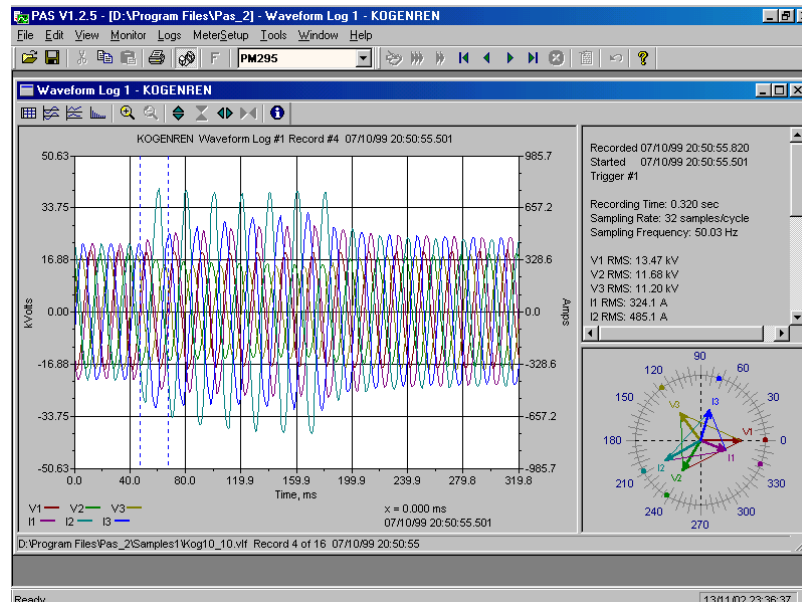 PAS V1.2.5 - [D:\Program Files\Pas_2] - Waveform Log 1 - KOGENREN
File Edit View Monitor Logs MeterSetup Tools Window Help
F PM295
Waveform Log 1 - KOGENREN
KOGENREN Waveform Log #1 Record #4 07/10/99 20:50:55.501
50.63 985.7
33.75 657.2
16.88 328.6
0.00 0.0
-16.88 -328.6
-33.75 -657.2
-50.63 -985.7
kVolts
Amps
0.0 40.0 80.0 119.9 159.9 199.9 239.9 279.8 319.8
Time, ms
V1 V2 V3
I1 I2 I3
x = 0.000 ms
07/10/99 20:50:55.501
Recorded 07/10/99 20:50:55.820
Started 07/10/99 20:50:55.501
Trigger #1
Recording Time: 0.320 sec
Sampling Rate: 32 samples/cycle
Sampling Frequency: 50.03 Hz
V1 RMS: 13.47 kV
V2 RMS: 11.68 kV
V3 RMS: 11.20 kV
I1 RMS: 324.1 A
I2 RMS: 485.1 A
90
120 60
150 30
180 0
210 330
240 300
270
V3 I3
V1
I2 I1
V2
D:\Program Files\Pas_2\Samples1\Kog10_10.vlf Record 4 of 16 07/10/99 20:50:55
Ready 13/11/02 23:36:37